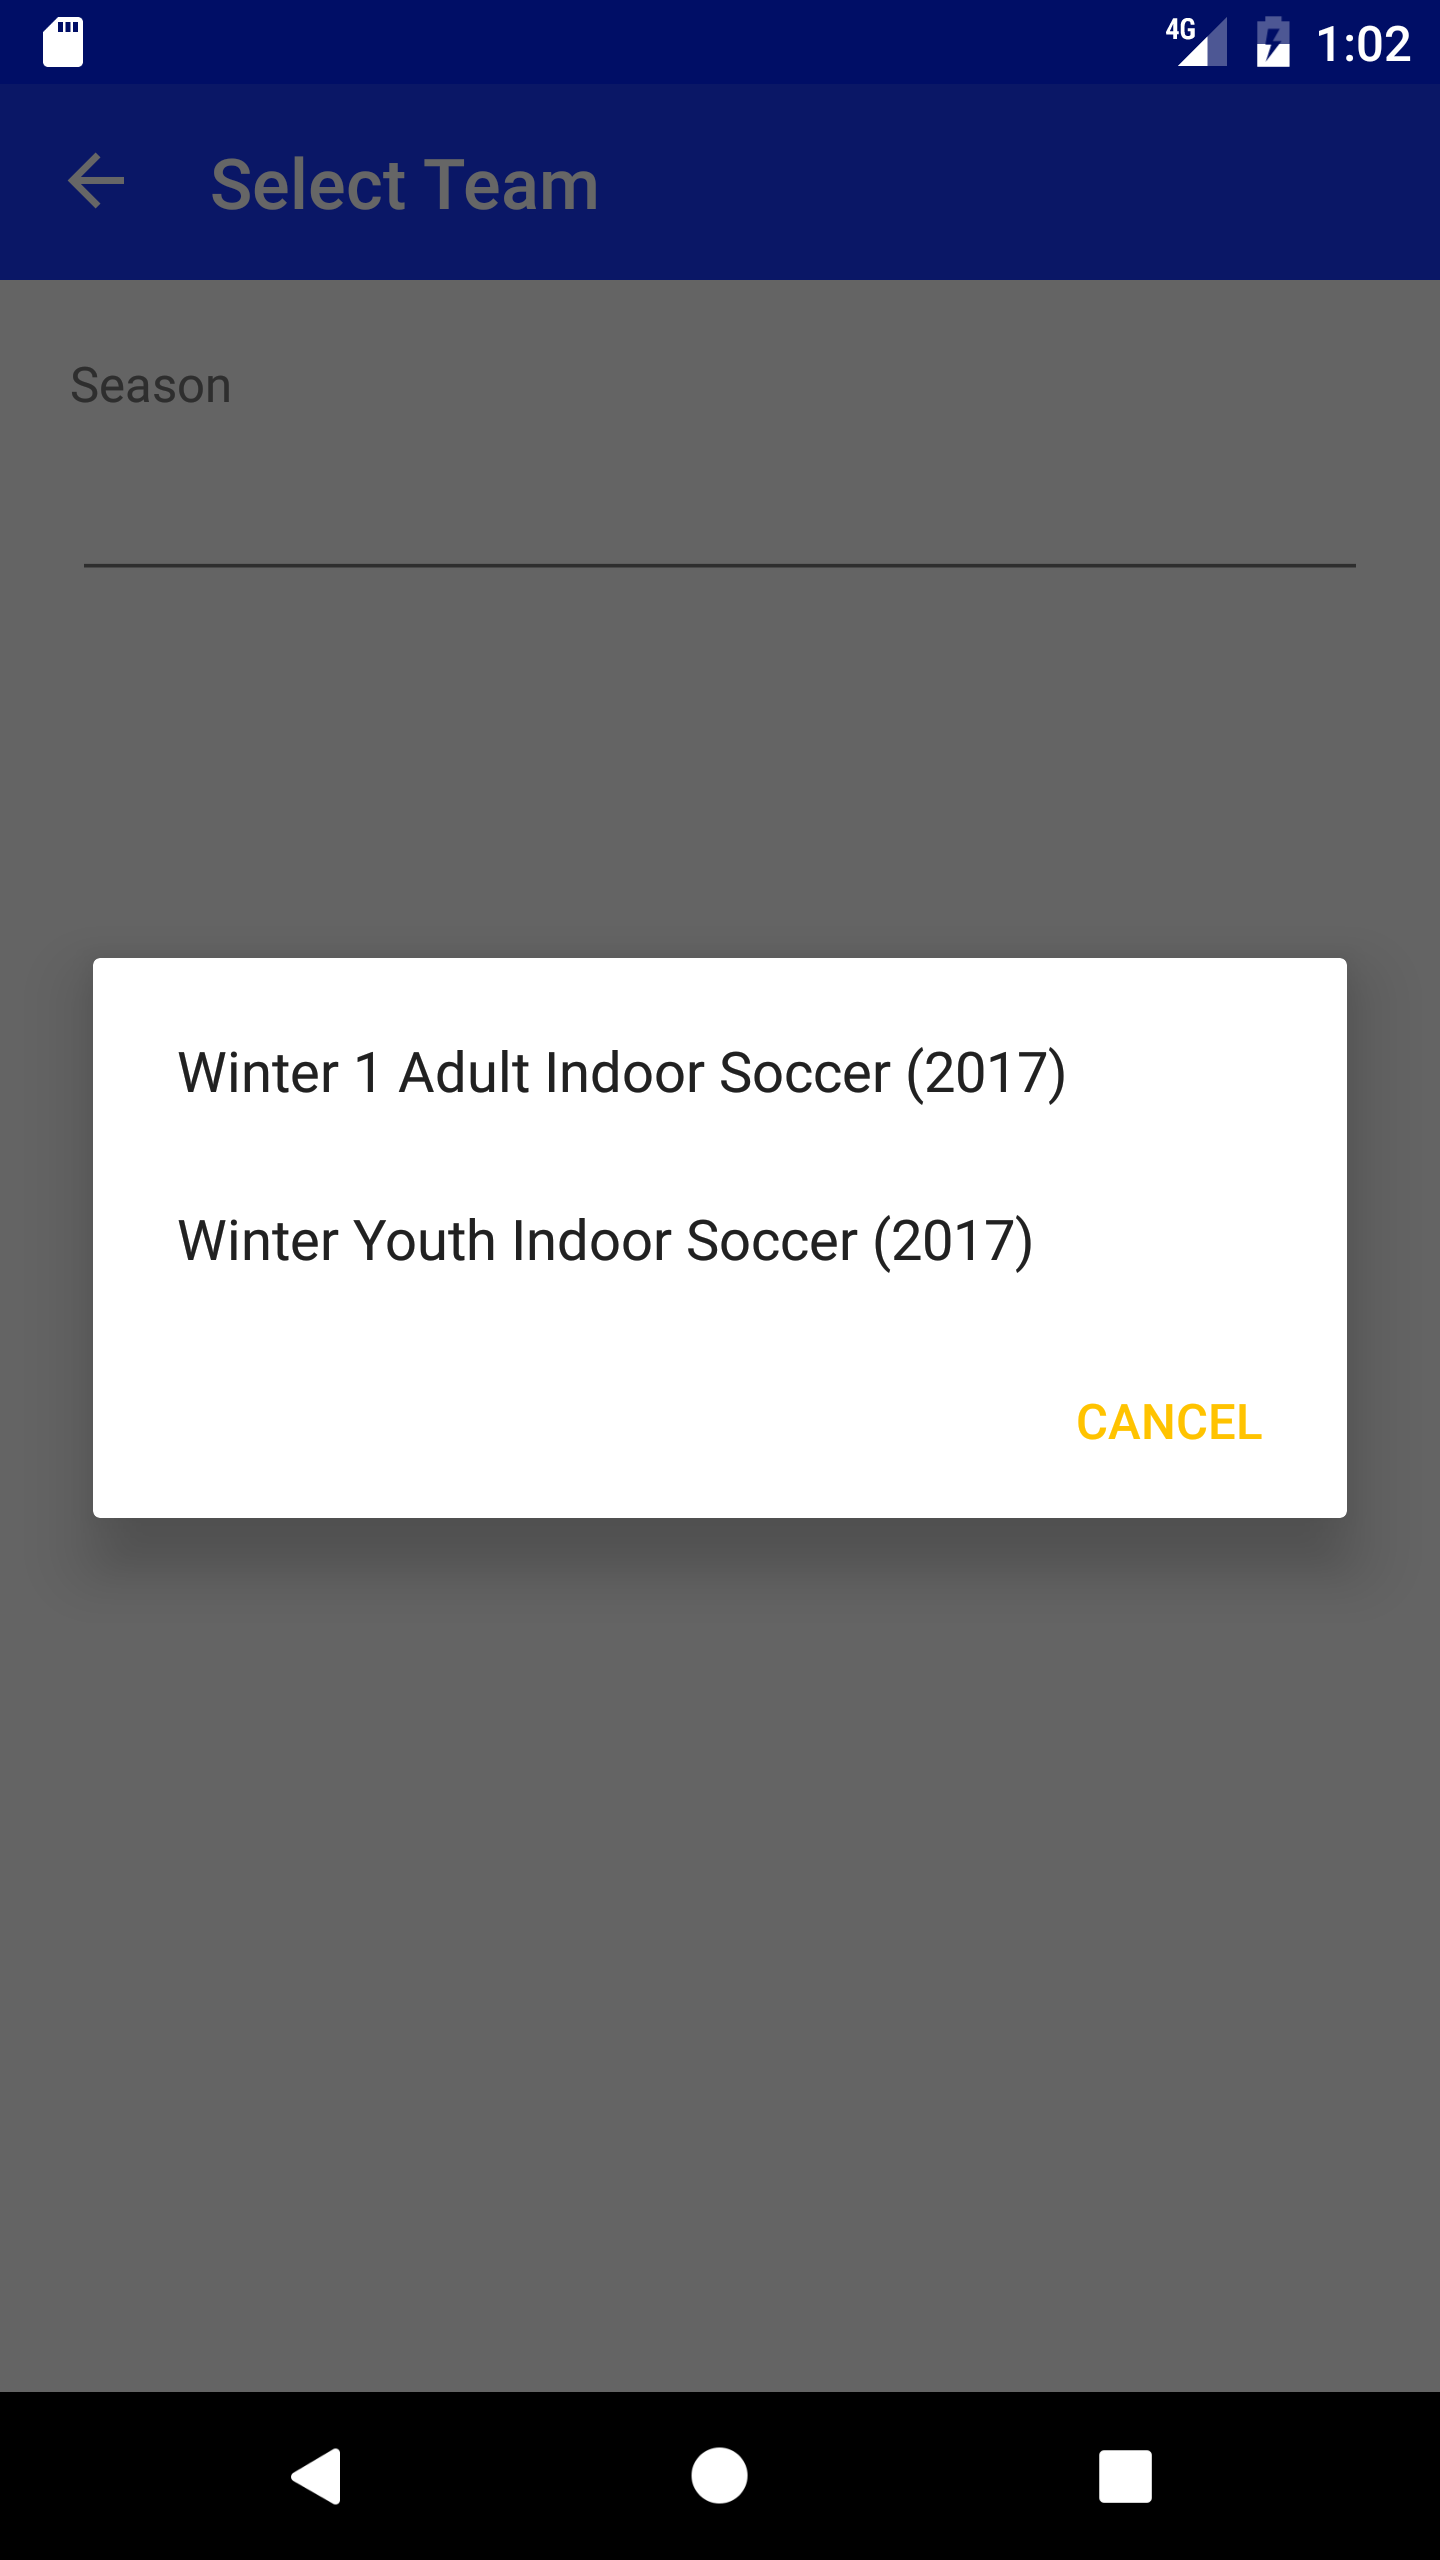 4G 1:02
Select Team
Season
Winter 1 Adult Indoor Soccer (2017)
Winter Youth Indoor Soccer (2017)
CANCEL